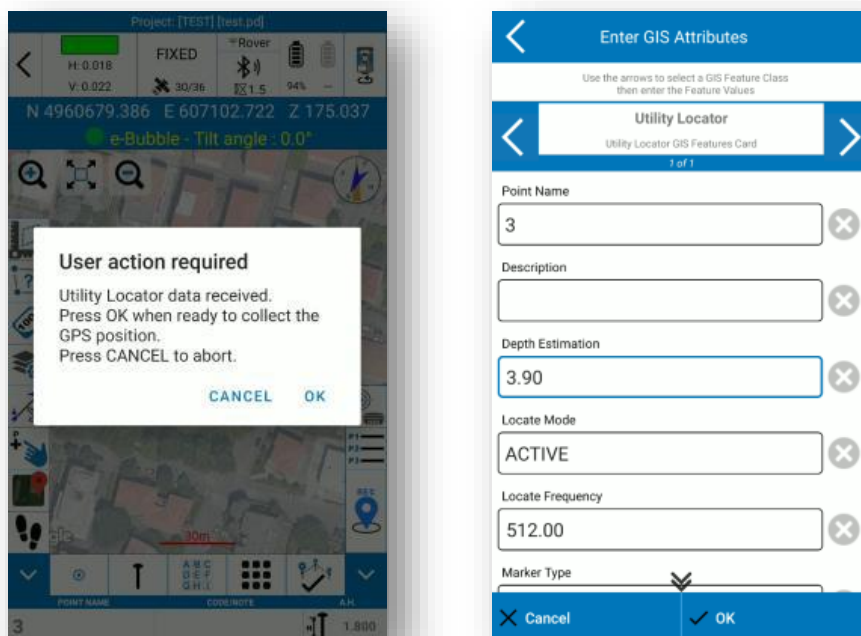 Project: [TEST] [test.pd]
H: 0.018
V: 0.022
FIXED
30/36
Rover
1.5
94%
--
N 4960679.386 E 607102.722 Z 175.037
e-Bubble - Tilt angle : 0.0°
User action required
Utility Locator data received.
Press OK when ready to collect the
GPS position.
Press CANCEL to abort.
CANCEL OK
P1
P2
P3
REC
30m
A B C
D E F
G H I
POINT NAME CODE/NOTE A.H.
3 1.800
Enter GIS Attributes
Use the arrows to select a GIS Feature Class
then enter the Feature Values
Utility Locator
Utility Locator GIS Features Card
1 of 1
Point Name
3
Description
Depth Estimation
3.90
Locate Mode
ACTIVE
Locate Frequency
512.00
Marker Type
Cancel OK